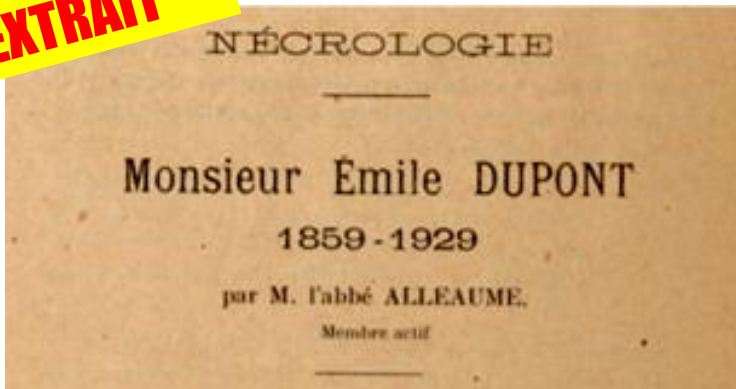 EXTRAIT
NÉCROLOGIE
Monsieur Émile DUPONT
1859-1929
par M. l'abbé ALLEAUME,
Membre actif